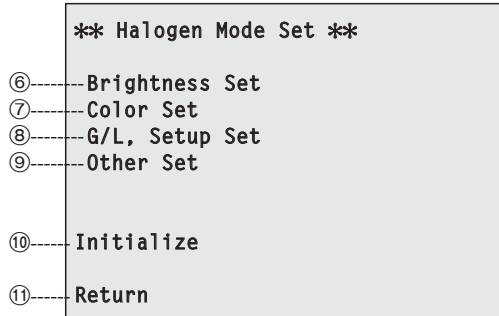 ** Halogen Mode Set **
⑥------Brightness Set
⑦------Color Set
⑧------G/L, Setup Set
⑨------Other Set
⑩----- Initialize
⑪----- Return